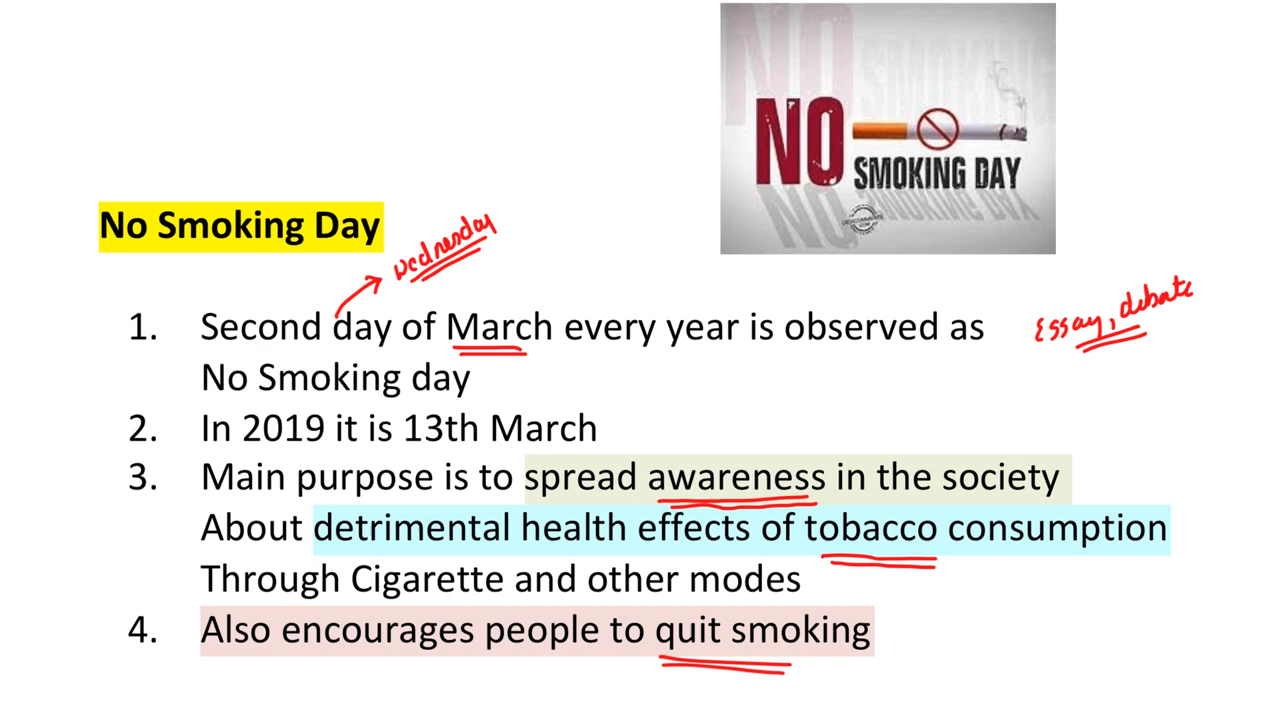 NO
SMOKING DAY
No Smoking Day
wednesday
1. Second day of March every year is observed as
No Smoking day
Essay, debate
2. In 2019 it is 13th March
3. Main purpose is to spread awareness in the society
About detrimental health effects of tobacco consumption
Through Cigarette and other modes
4. Also encourages people to quit smoking